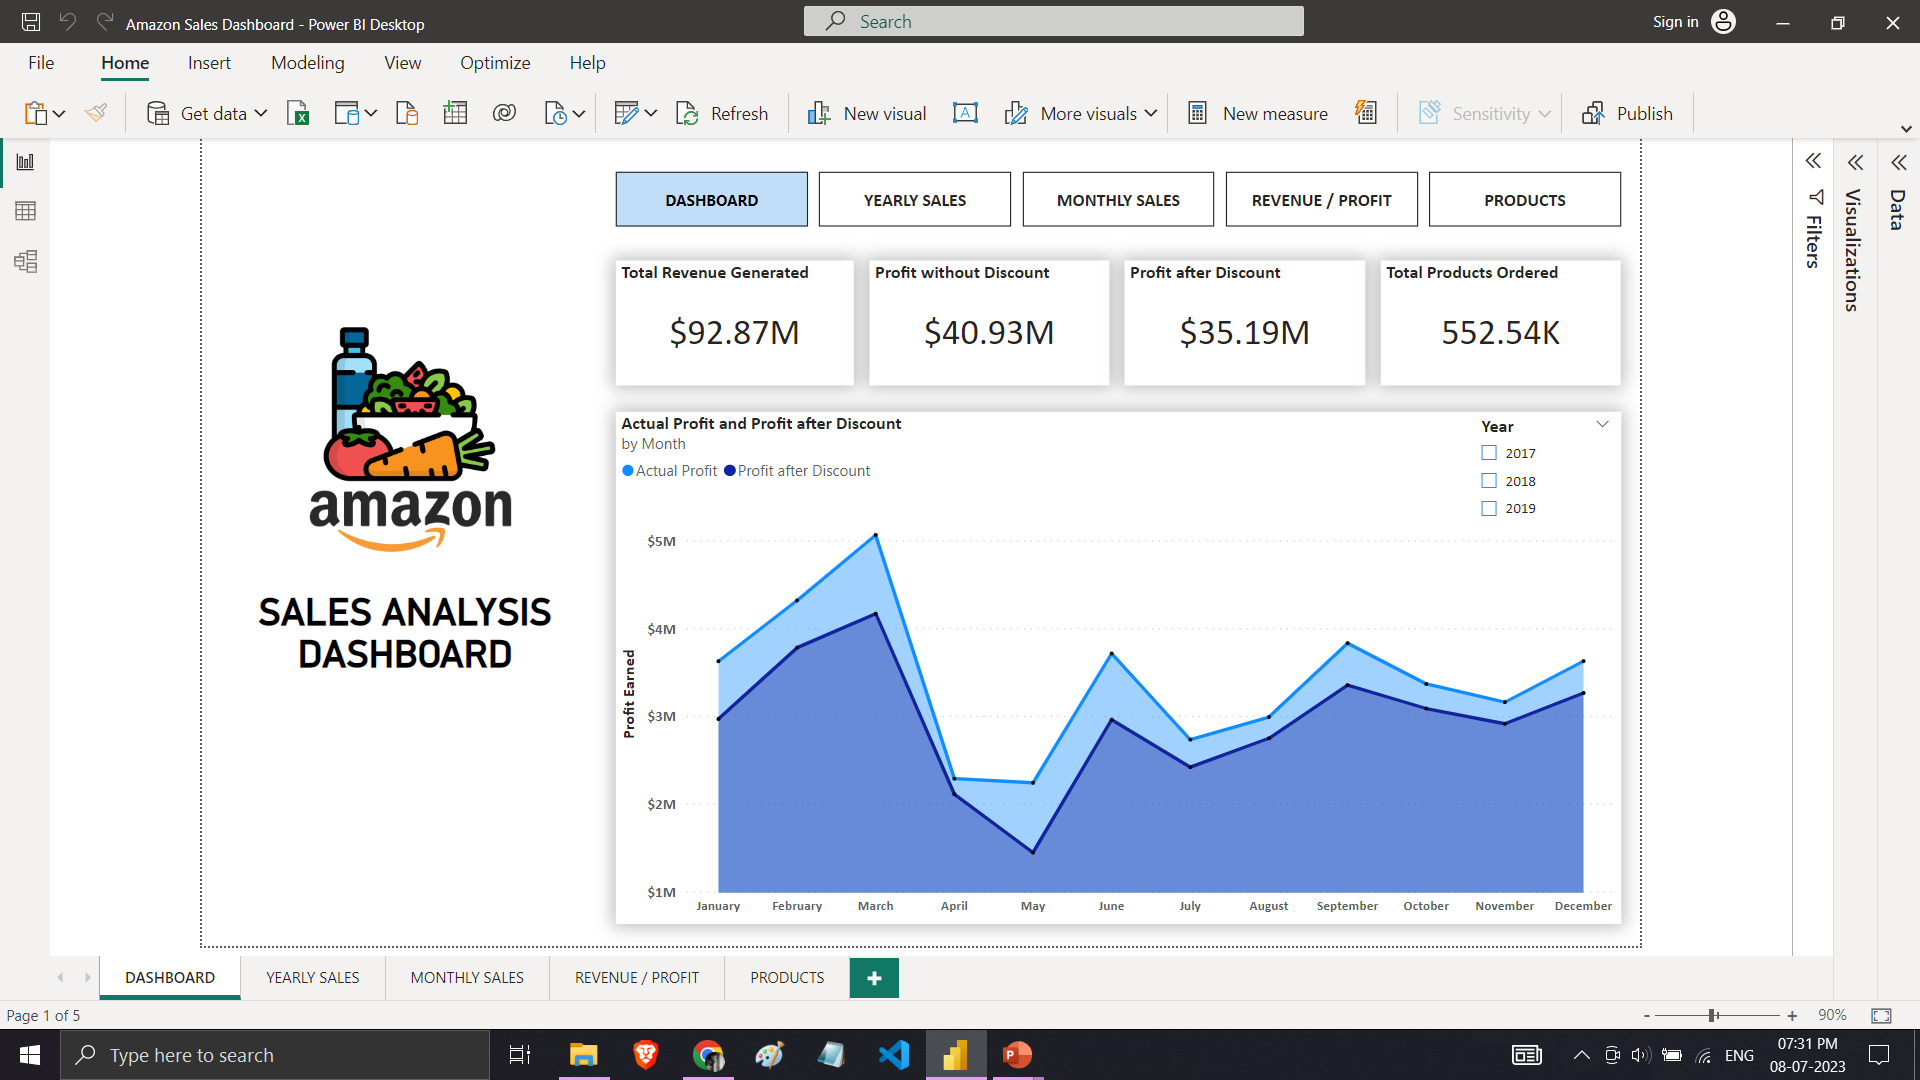 Amazon Sales Dashboard - Power BI Desktop
Search
Sign in
File Home Insert Modeling View Optimize Help
Get data Refresh New visual A More visuals New measure Sensitivity Publish
DASHBOARD YEARLY SALES MONTHLY SALES REVENUE / PROFIT PRODUCTS
Filters
Visualizations
Data
amazon
SALES ANALYSIS
DASHBOARD
Total Revenue Generated
$92.87M
Profit without Discount
$40.93M
Profit after Discount
$35.19M
Total Products Ordered
552.54K
Actual Profit and Profit after Discount
by Month
Actual Profit Profit after Discount
Year
2017
2018
2019
Profit Earned
$5M
$4M
$3M
$2M
$1M
January February March April May June July August September October November December
DASHBOARD YEARLY SALES MONTHLY SALES REVENUE / PROFIT PRODUCTS +
Page 1 of 5
- + 90%
Type here to search
ENG
07:31 PM
08-07-2023